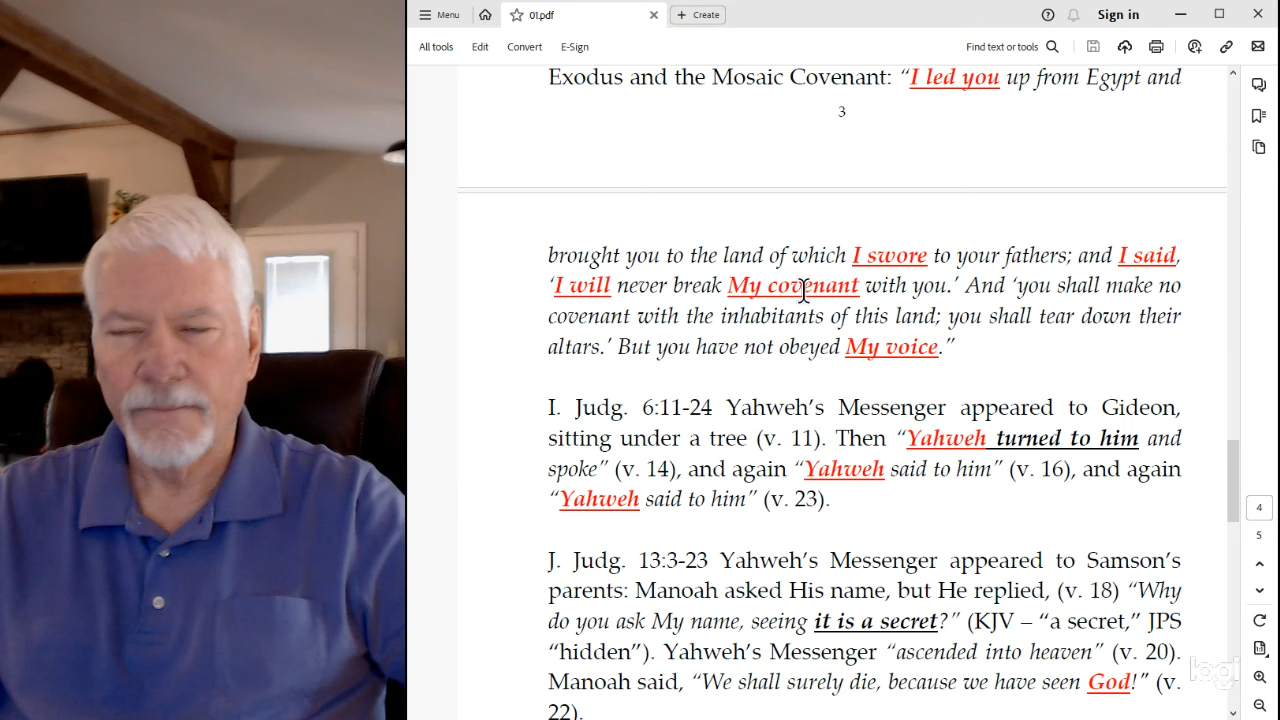 Menu
01.pdf
Create
Sign in
All tools
Edit
Convert
E-Sign
Find text or tools
Exodus and the Mosaic Covenant: “I led you up from Egypt and
3
brought you to the land of which I swore to your fathers; and I said,
‘I will never break My covenant with you.’ And ‘you shall make no
covenant with the inhabitants of this land; you shall tear down their
altars.’ But you have not obeyed My voice.”
I. Judg. 6:11-24 Yahweh’s Messenger appeared to Gideon,
sitting under a tree (v. 11). Then “Yahweh turned to him and
spoke” (v. 14), and again “Yahweh said to him” (v. 16), and again
“Yahweh said to him” (v. 23).
J. Judg. 13:3-23 Yahweh’s Messenger appeared to Samson’s
parents: Manoah asked His name, but He replied, (v. 18) “Why
do you ask My name, seeing it is a secret?” (KJV – “a secret,” JPS
“hidden”). Yahweh’s Messenger “ascended into heaven” (v. 20).
Manoah said, “We shall surely die, because we have seen God!” (v.
22).
4
5
logi